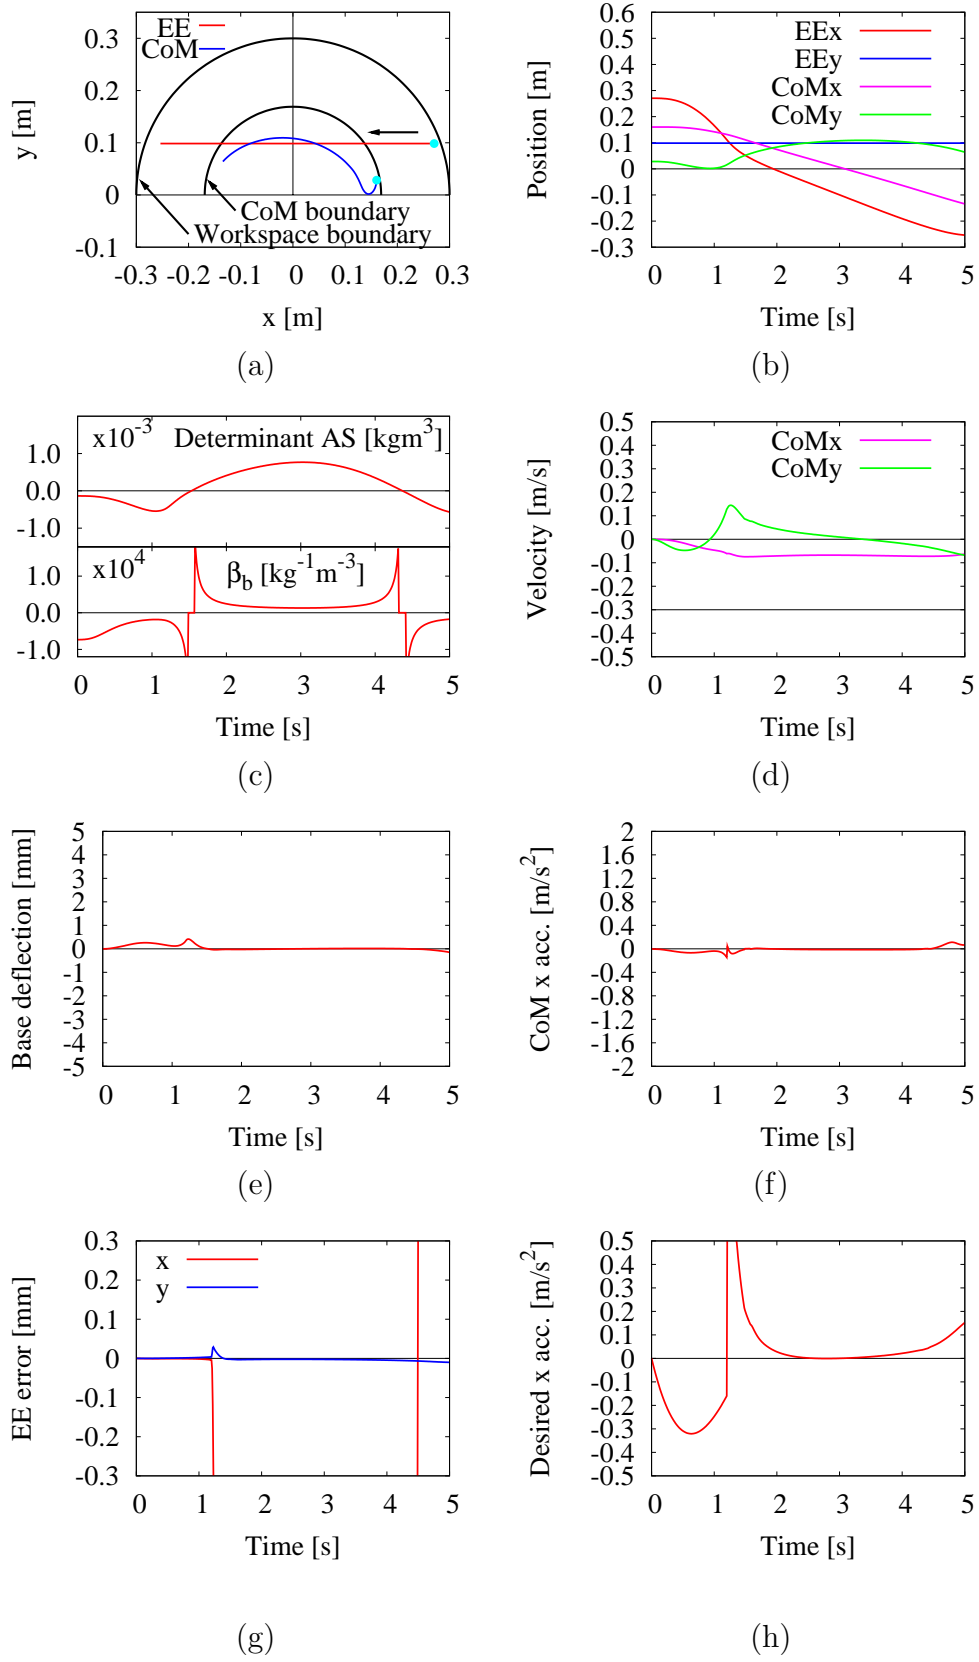 EE
CoM
0.3
0.2
0.1
0
-0.1
y [m]
CoM boundary
Workspace boundary
-0.3 -0.2 -0.1 0 0.1 0.2 0.3
x [m]
(a)
EEx
EEy
CoMx
CoMy
0.6
0.5
0.4
0.3
0.2
0.1
0
-0.1
-0.2
-0.3
Position [m]
0 1 2 3 4 5
Time [s]
(b)
x10-3 Determinant AS [kgm3]
1.0
0.0
-1.0
x104 βb [kg-1m-3]
1.0
0.0
-1.0
0 1 2 3 4 5
Time [s]
(c)
CoMx
CoMy
0.5
0.4
0.3
0.2
0.1
0
-0.1
-0.2
-0.3
-0.3
-0.4
-0.5
Velocity [m/s]
0 1 2 3 4 5
Time [s]
(d)
5
4
3
2
1
0
-1
-2
-3
-4
-5
Base deflection [mm]
0 1 2 3 4 5
Time [s]
(e)
2
1.6
1.2
0.8
0.4
0
-0.4
-0.8
-1.2
-1.6
-2
CoM x acc. [m/s2]
0 1 2 3 4 5
Time [s]
(f)
x
y
0.3
0.2
0.1
0
-0.1
-0.2
-0.3
EE error [mm]
0 1 2 3 4 5
Time [s]
(g)
0.5
0.4
0.3
0.2
0.1
0
-0.1
-0.2
-0.3
-0.4
-0.5
Desired x acc. [m/s2]
0 1 2 3 4 5
Time [s]
(h)